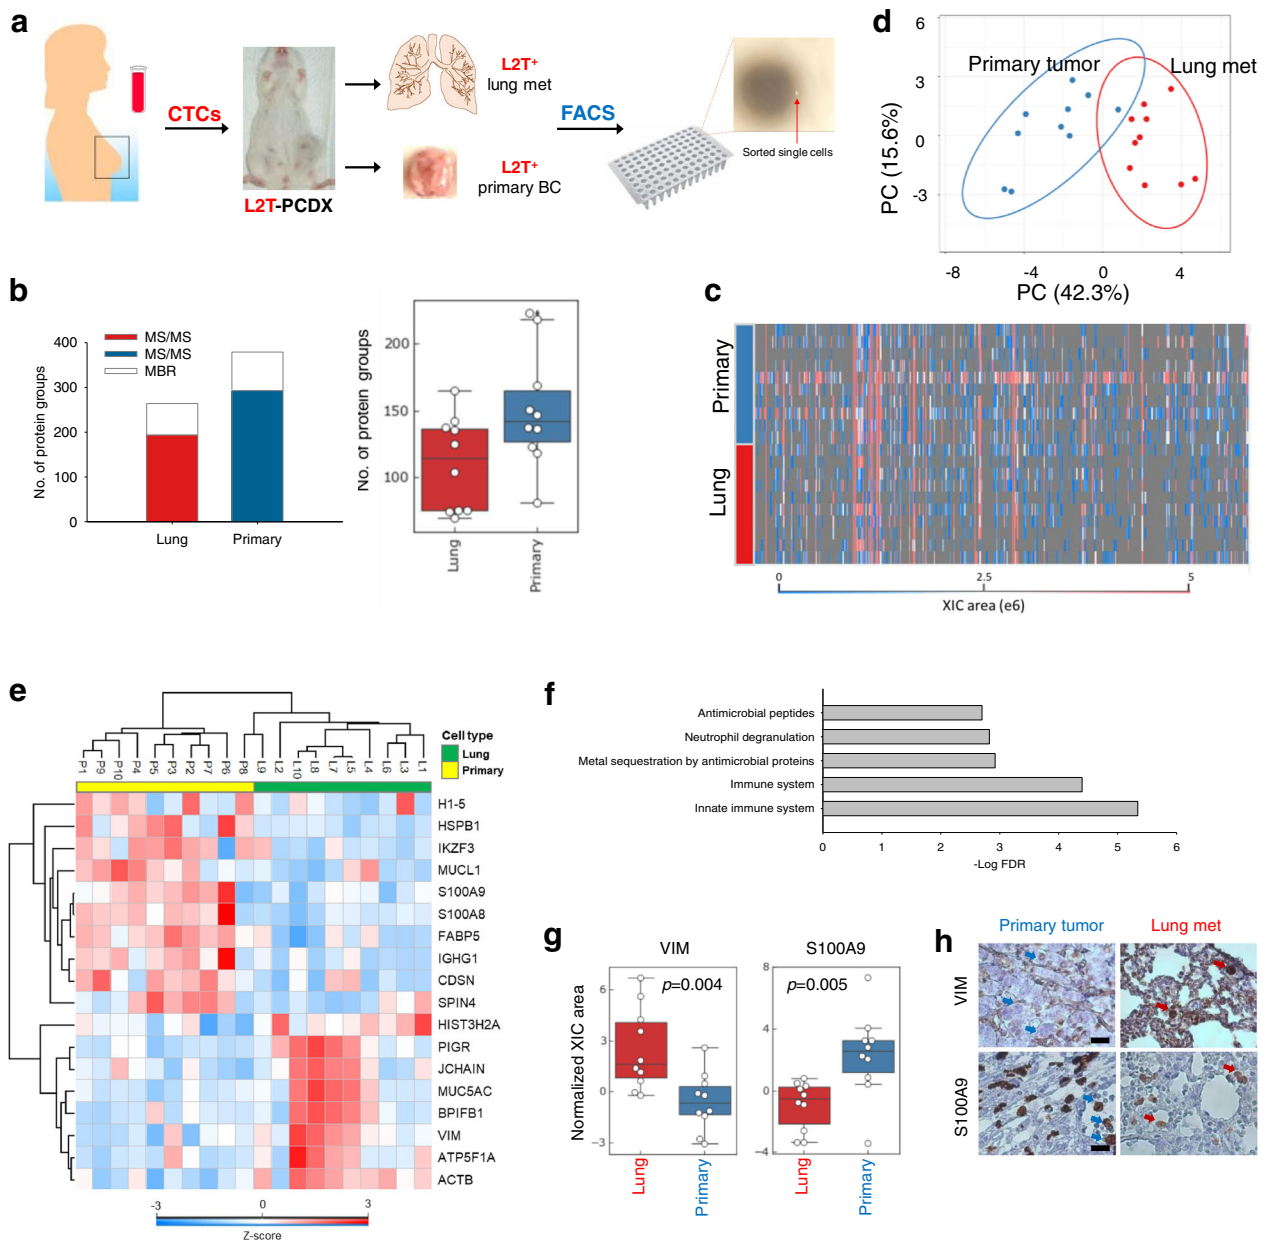 a
CTCs
L2T-PCDX
L2T+
lung met
L2T+
primary BC
FACS
Sorted single cells
d
6
3
0
-3
PC (15.6%)
Primary tumor
Lung met
-8
-4
0
4
PC (42.3%)
b
MS/MS
MS/MS
MBR
400
300
200
100
0
No. of protein groups
Lung
Primary
No. of protein groups
200
150
100
Lung
Primary
c
Primary
Lung
0
2.5
5
XIC area (e6)
e
Cell type
Lung
Primary
P1
P9
P10
P4
P5
P3
P2
P7
P6
P8
L9
L2
L10
L8
L7
L5
L4
L6
L3
L1
H1-5
HSPB1
IKZF3
MUCL1
S100A9
S100A8
FABP5
IGHG1
CDSN
SPIN4
HIST3H2A
PIGR
JCHAIN
MUC5AC
BPIFB1
VIM
ATP5F1A
ACTB
-3
0
3
Z-score
f
Antimicrobial peptides
Neutrophil degranulation
Metal sequestration by antimicrobial proteins
Immune system
Innate immune system
0
1
2
3
4
5
6
-Log FDR
g
VIM
S100A9
Normalized XIC area
6
3
0
−3
p=0.004
Lung
Primary
8
4
0
−4
p=0.005
Lung
Primary
h
Primary tumor
Lung met
VIM
S100A9